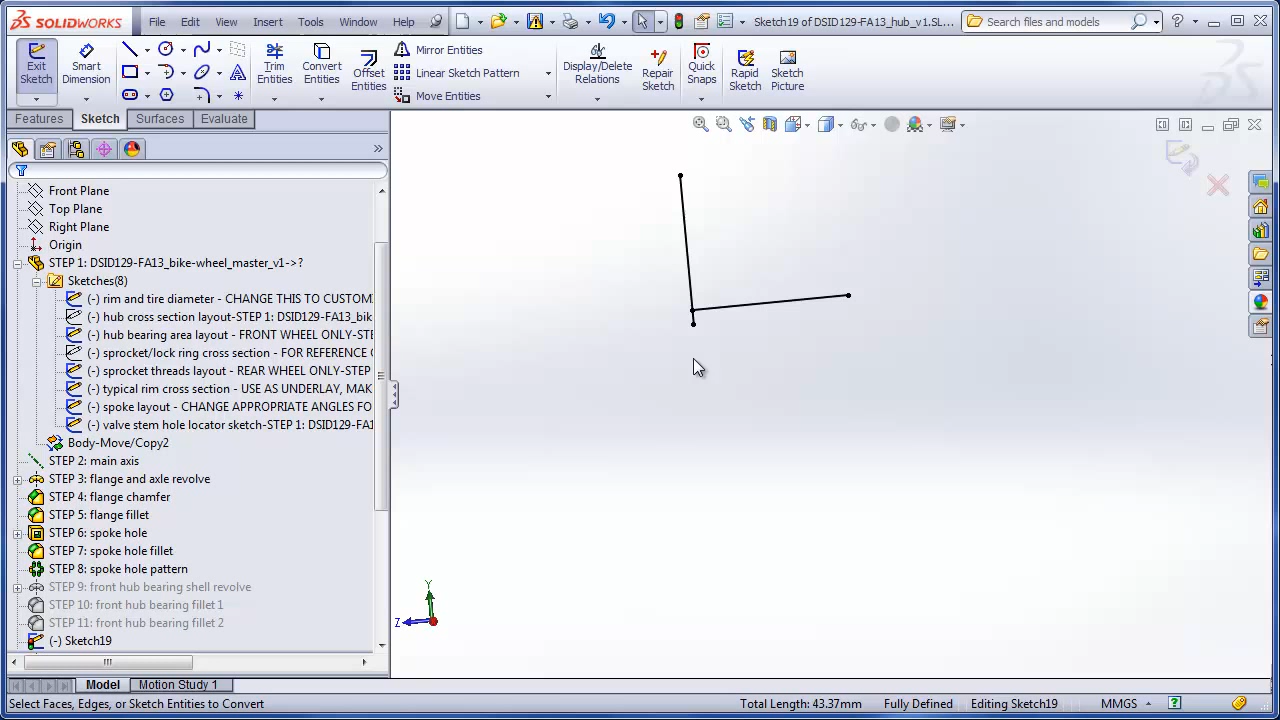 SOLIDWORKS File Edit View Insert Tools Window Help Sketch19 of DSID129-FA13_hub_v1.SL... Search files and models
Exit Sketch
Smart Dimension
Trim Entities
Convert Entities
Offset Entities
Mirror Entities
Linear Sketch Pattern
Move Entities
Display/Delete Relations
Repair Sketch
Quick Snaps
Rapid Sketch
Sketch Picture
Features Sketch Surfaces Evaluate
Front Plane
Top Plane
Right Plane
Origin
STEP 1: DSID129-FA13_bike-wheel_master_v1->?
Sketches(8)
(-) rim and tire diameter - CHANGE THIS TO CUSTOM
(-) hub cross section layout-STEP 1: DSID129-FA13_bik
(-) hub bearing area layout - FRONT WHEEL ONLY-STE
(-) sprocket/lock ring cross section - FOR REFERENCE
(-) sprocket threads layout - REAR WHEEL ONLY-STEP
(-) typical rim cross section - USE AS UNDERLAY, MAK
(-) spoke layout - CHANGE APPROPRIATE ANGLES FO
(-) valve stem hole locator sketch-STEP 1: DSID129-FA1
Body-Move/Copy2
STEP 2: main axis
STEP 3: flange and axle revolve
STEP 4: flange chamfer
STEP 5: flange fillet
STEP 6: spoke hole
STEP 7: spoke hole fillet
STEP 8: spoke hole pattern
STEP 9: front hub bearing shell revolve
STEP 10: front hub bearing fillet 1
STEP 11: front hub bearing fillet 2
(-) Sketch19
Y
Z
Model Motion Study 1
Select Faces, Edges, or Sketch Entities to Convert Total Length: 43.37mm Fully Defined Editing Sketch19 MMGS